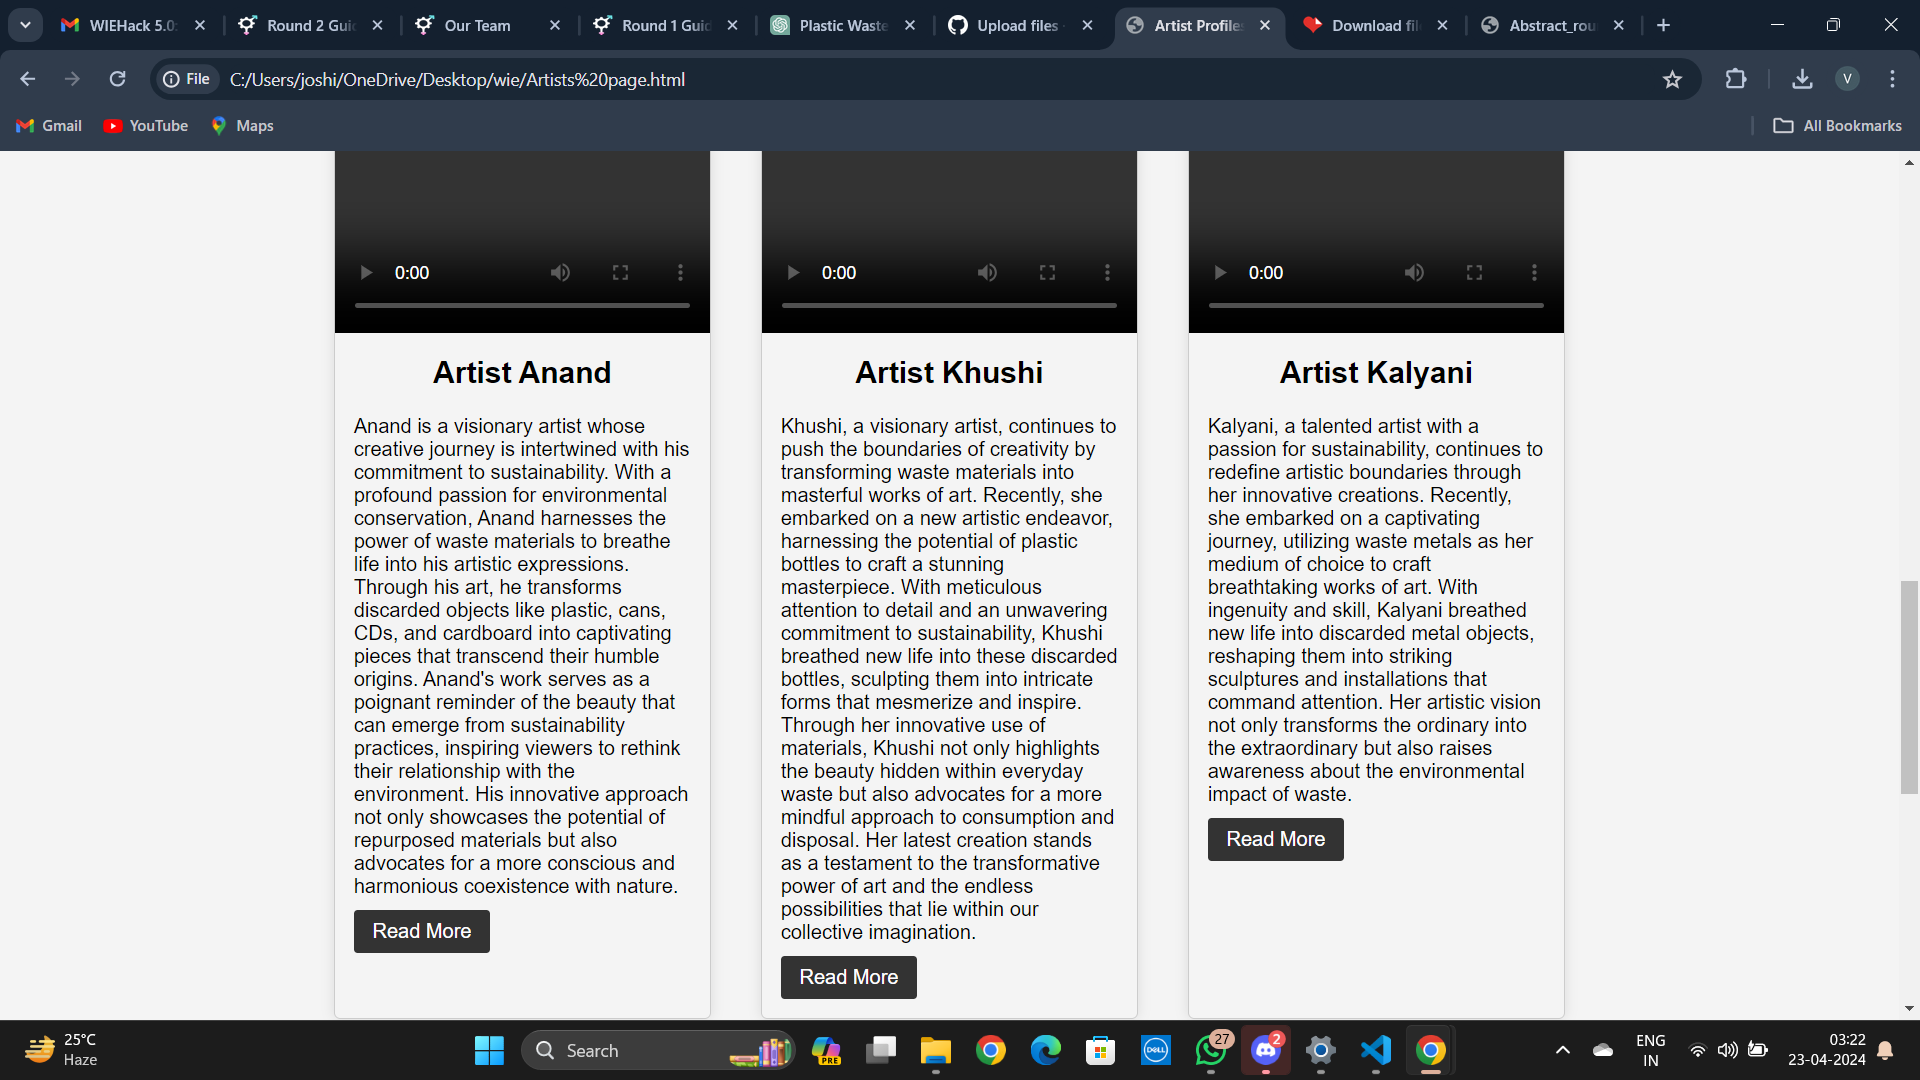 WIEHack 5.0:
Round 2 Gui
Our Team
Round 1 Guid
Plastic Waste
Upload files
Artist Profile
Download fil
Abstract_rou
File
C:/Users/joshi/OneDrive/Desktop/wie/Artists%20page.html
V
Gmail
YouTube
Maps
All Bookmarks
0:00
0:00
0:00
Artist Anand
Anand is a visionary artist whose
creative journey is intertwined with his
commitment to sustainability. With a
profound passion for environmental
conservation, Anand harnesses the
power of waste materials to breathe
life into his artistic expressions.
Through his art, he transforms
discarded objects like plastic, cans,
CDs, and cardboard into captivating
pieces that transcend their humble
origins. Anand's work serves as a
poignant reminder of the beauty that
can emerge from sustainability
practices, inspiring viewers to rethink
their relationship with the
environment. His innovative approach
not only showcases the potential of
repurposed materials but also
advocates for a more conscious and
harmonious coexistence with nature.
Read More
Artist Khushi
Khushi, a visionary artist, continues to
push the boundaries of creativity by
transforming waste materials into
masterful works of art. Recently, she
embarked on a new artistic endeavor,
harnessing the potential of plastic
bottles to craft a stunning
masterpiece. With meticulous
attention to detail and an unwavering
commitment to sustainability, Khushi
breathed new life into these discarded
bottles, sculpting them into intricate
forms that mesmerize and inspire.
Through her innovative use of
materials, Khushi not only highlights
the beauty hidden within everyday
waste but also advocates for a more
mindful approach to consumption and
disposal. Her latest creation stands
as a testament to the transformative
power of art and the endless
possibilities that lie within our
collective imagination.
Read More
Artist Kalyani
Kalyani, a talented artist with a
passion for sustainability, continues to
redefine artistic boundaries through
her innovative creations. Recently,
she embarked on a captivating
journey, utilizing waste metals as her
medium of choice to craft
breathtaking works of art. With
ingenuity and skill, Kalyani breathed
new life into discarded metal objects,
reshaping them into striking
sculptures and installations that
command attention. Her artistic vision
not only transforms the ordinary into
the extraordinary but also raises
awareness about the environmental
impact of waste.
Read More
25°C
Haze
Search
PRE
DELL
27
2
ENG
IN
03:22
23-04-2024